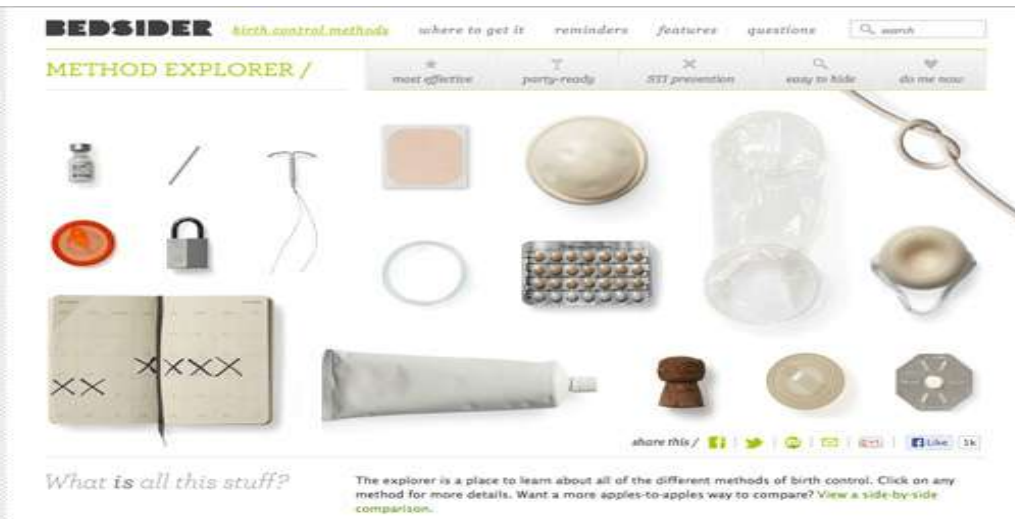 BEDSIDER birth control methods where to get it reminders features questions search
METHOD EXPLORER / most effective party-ready STI prevention easy to hide do me now
share this / Like 1k
What is all this stuff?
The explorer is a place to learn about all of the different methods of birth control. Click on any
method for more details. Want a more apples-to-apples way to compare? View a side-by-side
comparison.